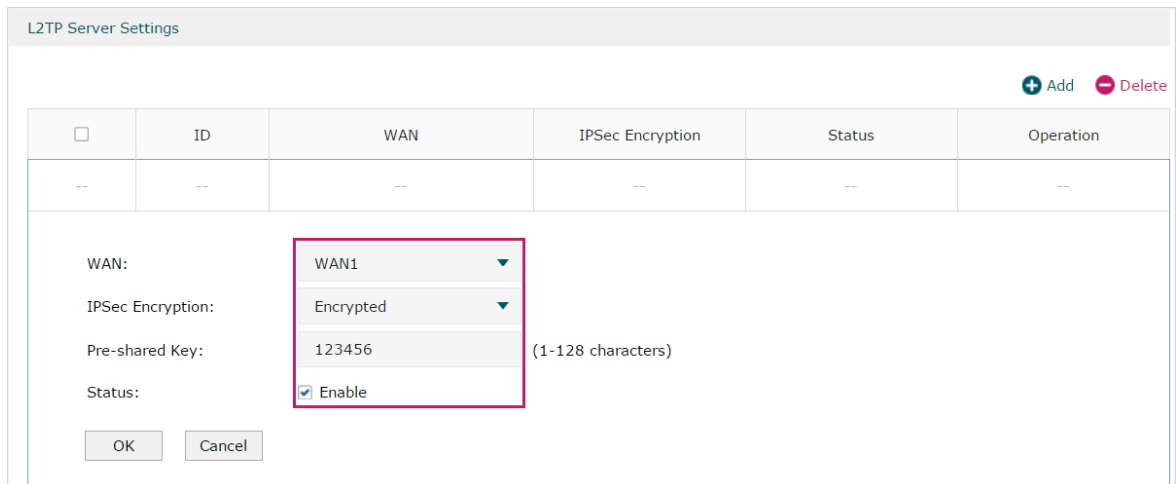 L2TP Server Settings
Add Delete
ID WAN IPSec Encryption Status Operation
-- -- -- -- -- --
WAN: WAN1
IPSec Encryption: Encrypted
Pre-shared Key: 123456 (1-128 characters)
Status: Enable
OK Cancel